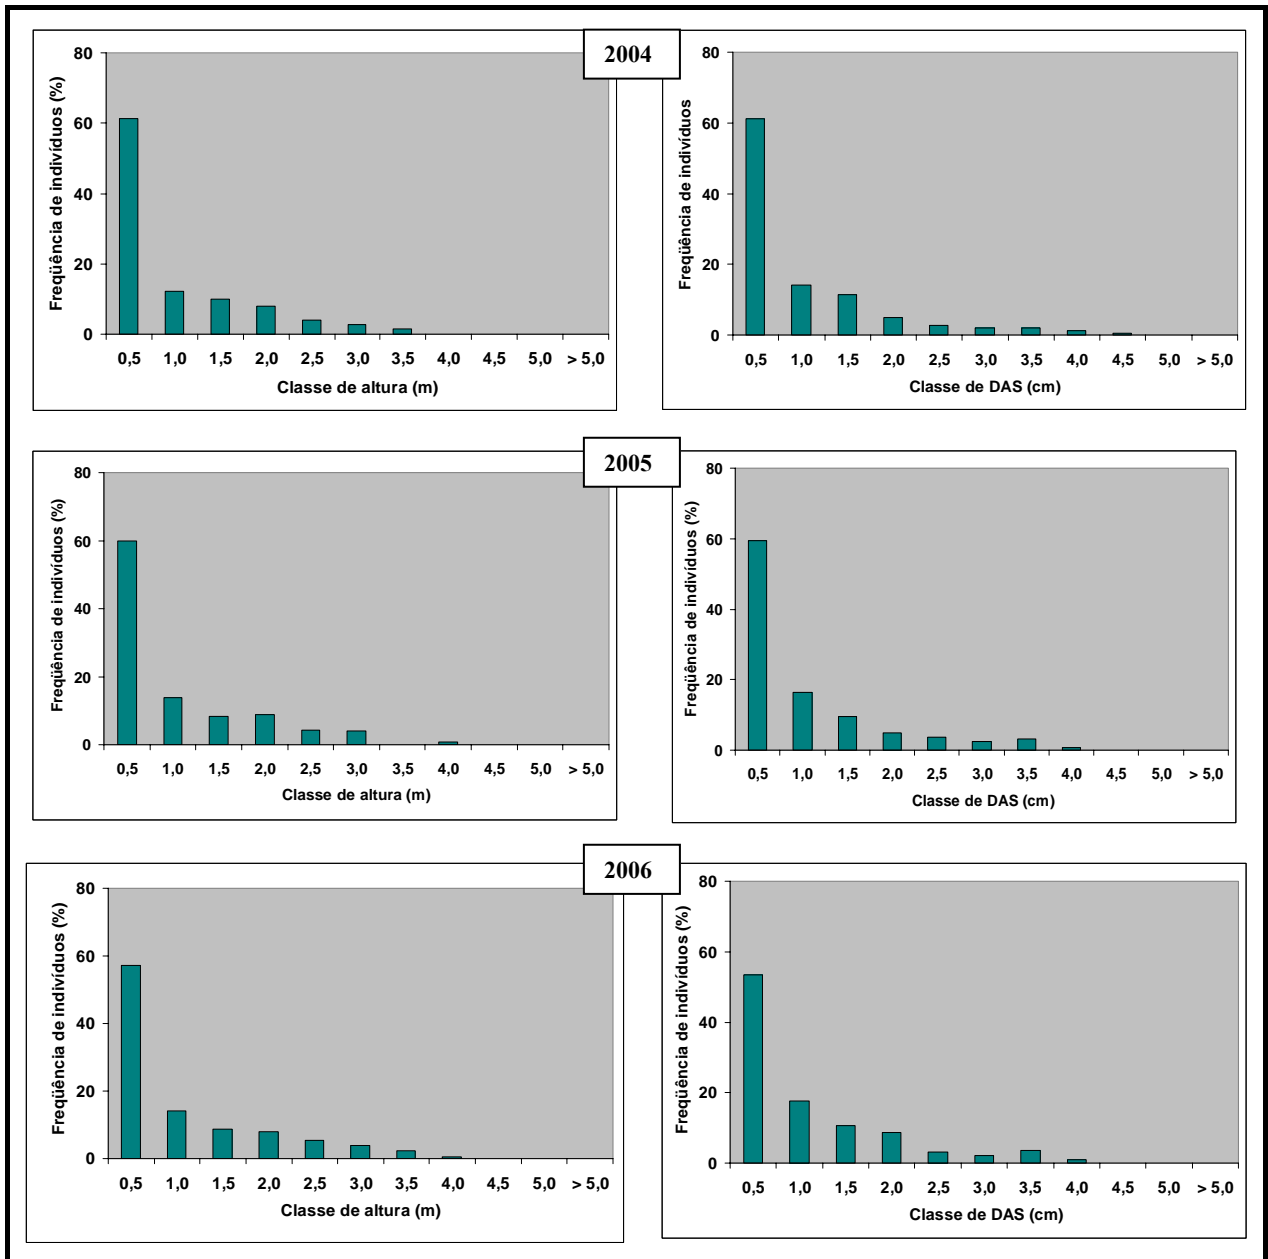 2004
Freqüência de indivíduos (%)
80
60
40
20
0
0,5 1,0 1,5 2,0 2,5 3,0 3,5 4,0 4,5 5,0 > 5,0
Classe de altura (m)
Freqüência de indivíduos
80
60
40
20
0
0,5 1,0 1,5 2,0 2,5 3,0 3,5 4,0 4,5 5,0 > 5,0
Classe de DAS (cm)
2005
Freqüência de indivíduos (%)
80
60
40
20
0
0,5 1,0 1,5 2,0 2,5 3,0 3,5 4,0 4,5 5,0 > 5,0
Classe de altura (m)
Freqüência de indivíduos (%)
80
60
40
20
0
0,5 1,0 1,5 2,0 2,5 3,0 3,5 4,0 4,5 5,0 > 5,0
Classe de DAS (cm)
2006
Freqüência de indivíduos (%)
80
60
40
20
0
0,5 1,0 1,5 2,0 2,5 3,0 3,5 4,0 4,5 5,0 > 5,0
Classe de altura (m)
Freqüência de indivíduos (%)
80
60
40
20
0
0,5 1,0 1,5 2,0 2,5 3,0 3,5 4,0 4,5 5,0 > 5,0
Classe de DAS (cm)